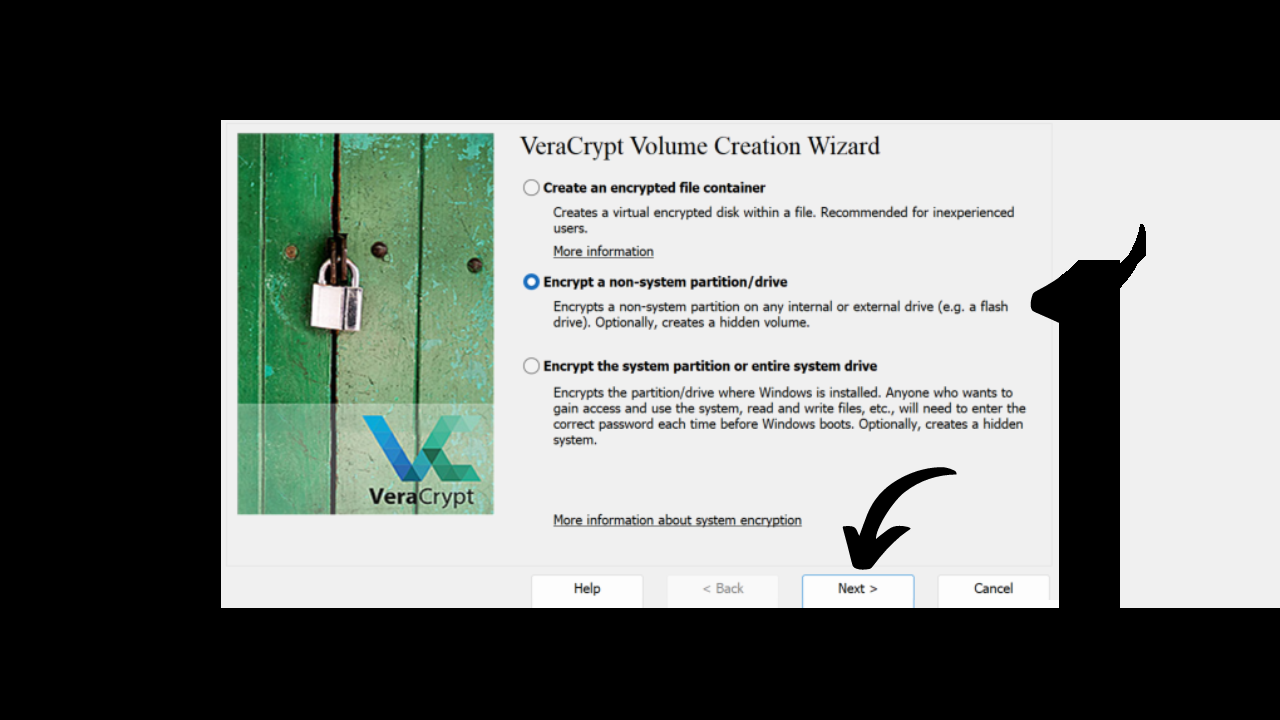 VeraCrypt Volume Creation Wizard
Create an encrypted file container
Creates a virtual encrypted disk within a file. Recommended for inexperienced
users.
More information
Encrypt a non-system partition/drive
Encrypts a non-system partition on any internal or external drive (e.g. a flash
drive). Optionally, creates a hidden volume.
Encrypt the system partition or entire system drive
Encrypts the partition/drive where Windows is installed. Anyone who wants to
gain access and use the system, read and write files, etc., will need to enter the
correct password each time before Windows boots. Optionally, creates a hidden
system.
VeraCrypt
More information about system encryption
Help
< Back
Next >
Cancel